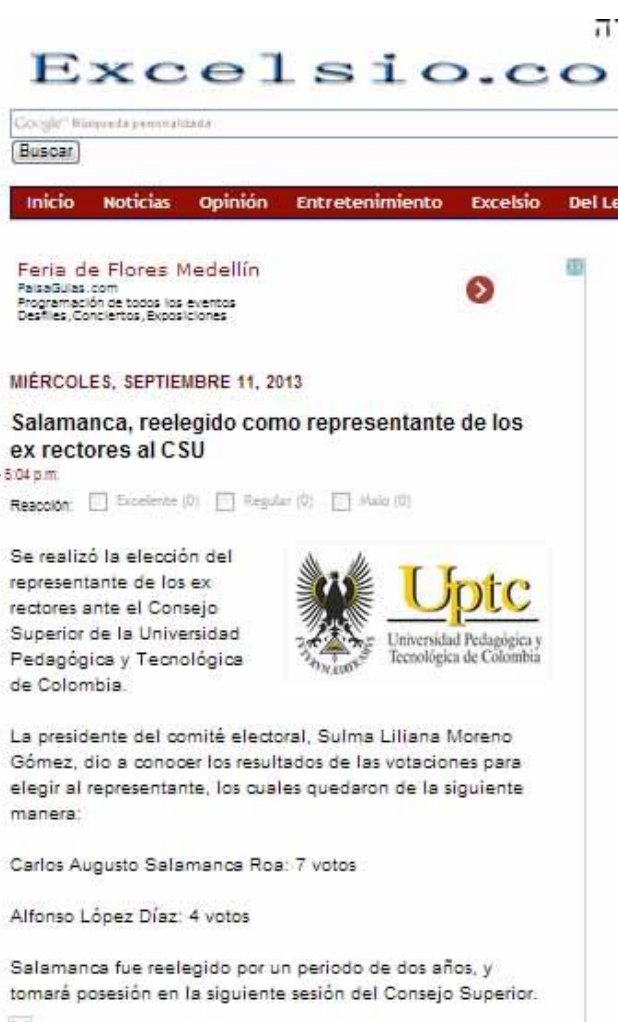 Excelsio.co
Google™ Búsqueda personalizada
Buscar
Inicio Noticias Opinión Entretenimiento Excelsio Del Le
Feria de Flores Medellín
PaisaGuias.com
Programación de todos los eventos
Desfiles,Conciertos,Exposiciones
MIÉRCOLES, SEPTIEMBRE 11, 2013
Salamanca, reelegido como representante de los
ex rectores al CSU
5:04 p.m.
Reacción: Excelente (0) Regular (0) Malo (0)
Se realizó la elección del
representante de los ex
rectores ante el Consejo
Superior de la Universidad
Pedagógica y Tecnológica
de Colombia.
Uptc
Universidad Pedagógica y
Tecnológica de Colombia
La presidente del comité electoral, Sulma Liliana Moreno
Gómez, dio a conocer los resultados de las votaciones para
elegir al representante, los cuales quedaron de la siguiente
manera:
Carlos Augusto Salamanca Roa: 7 votos
Alfonso López Díaz: 4 votos
Salamanca fue reelegido por un periodo de dos años, y
tomará posesión en la siguiente sesión del Consejo Superior.